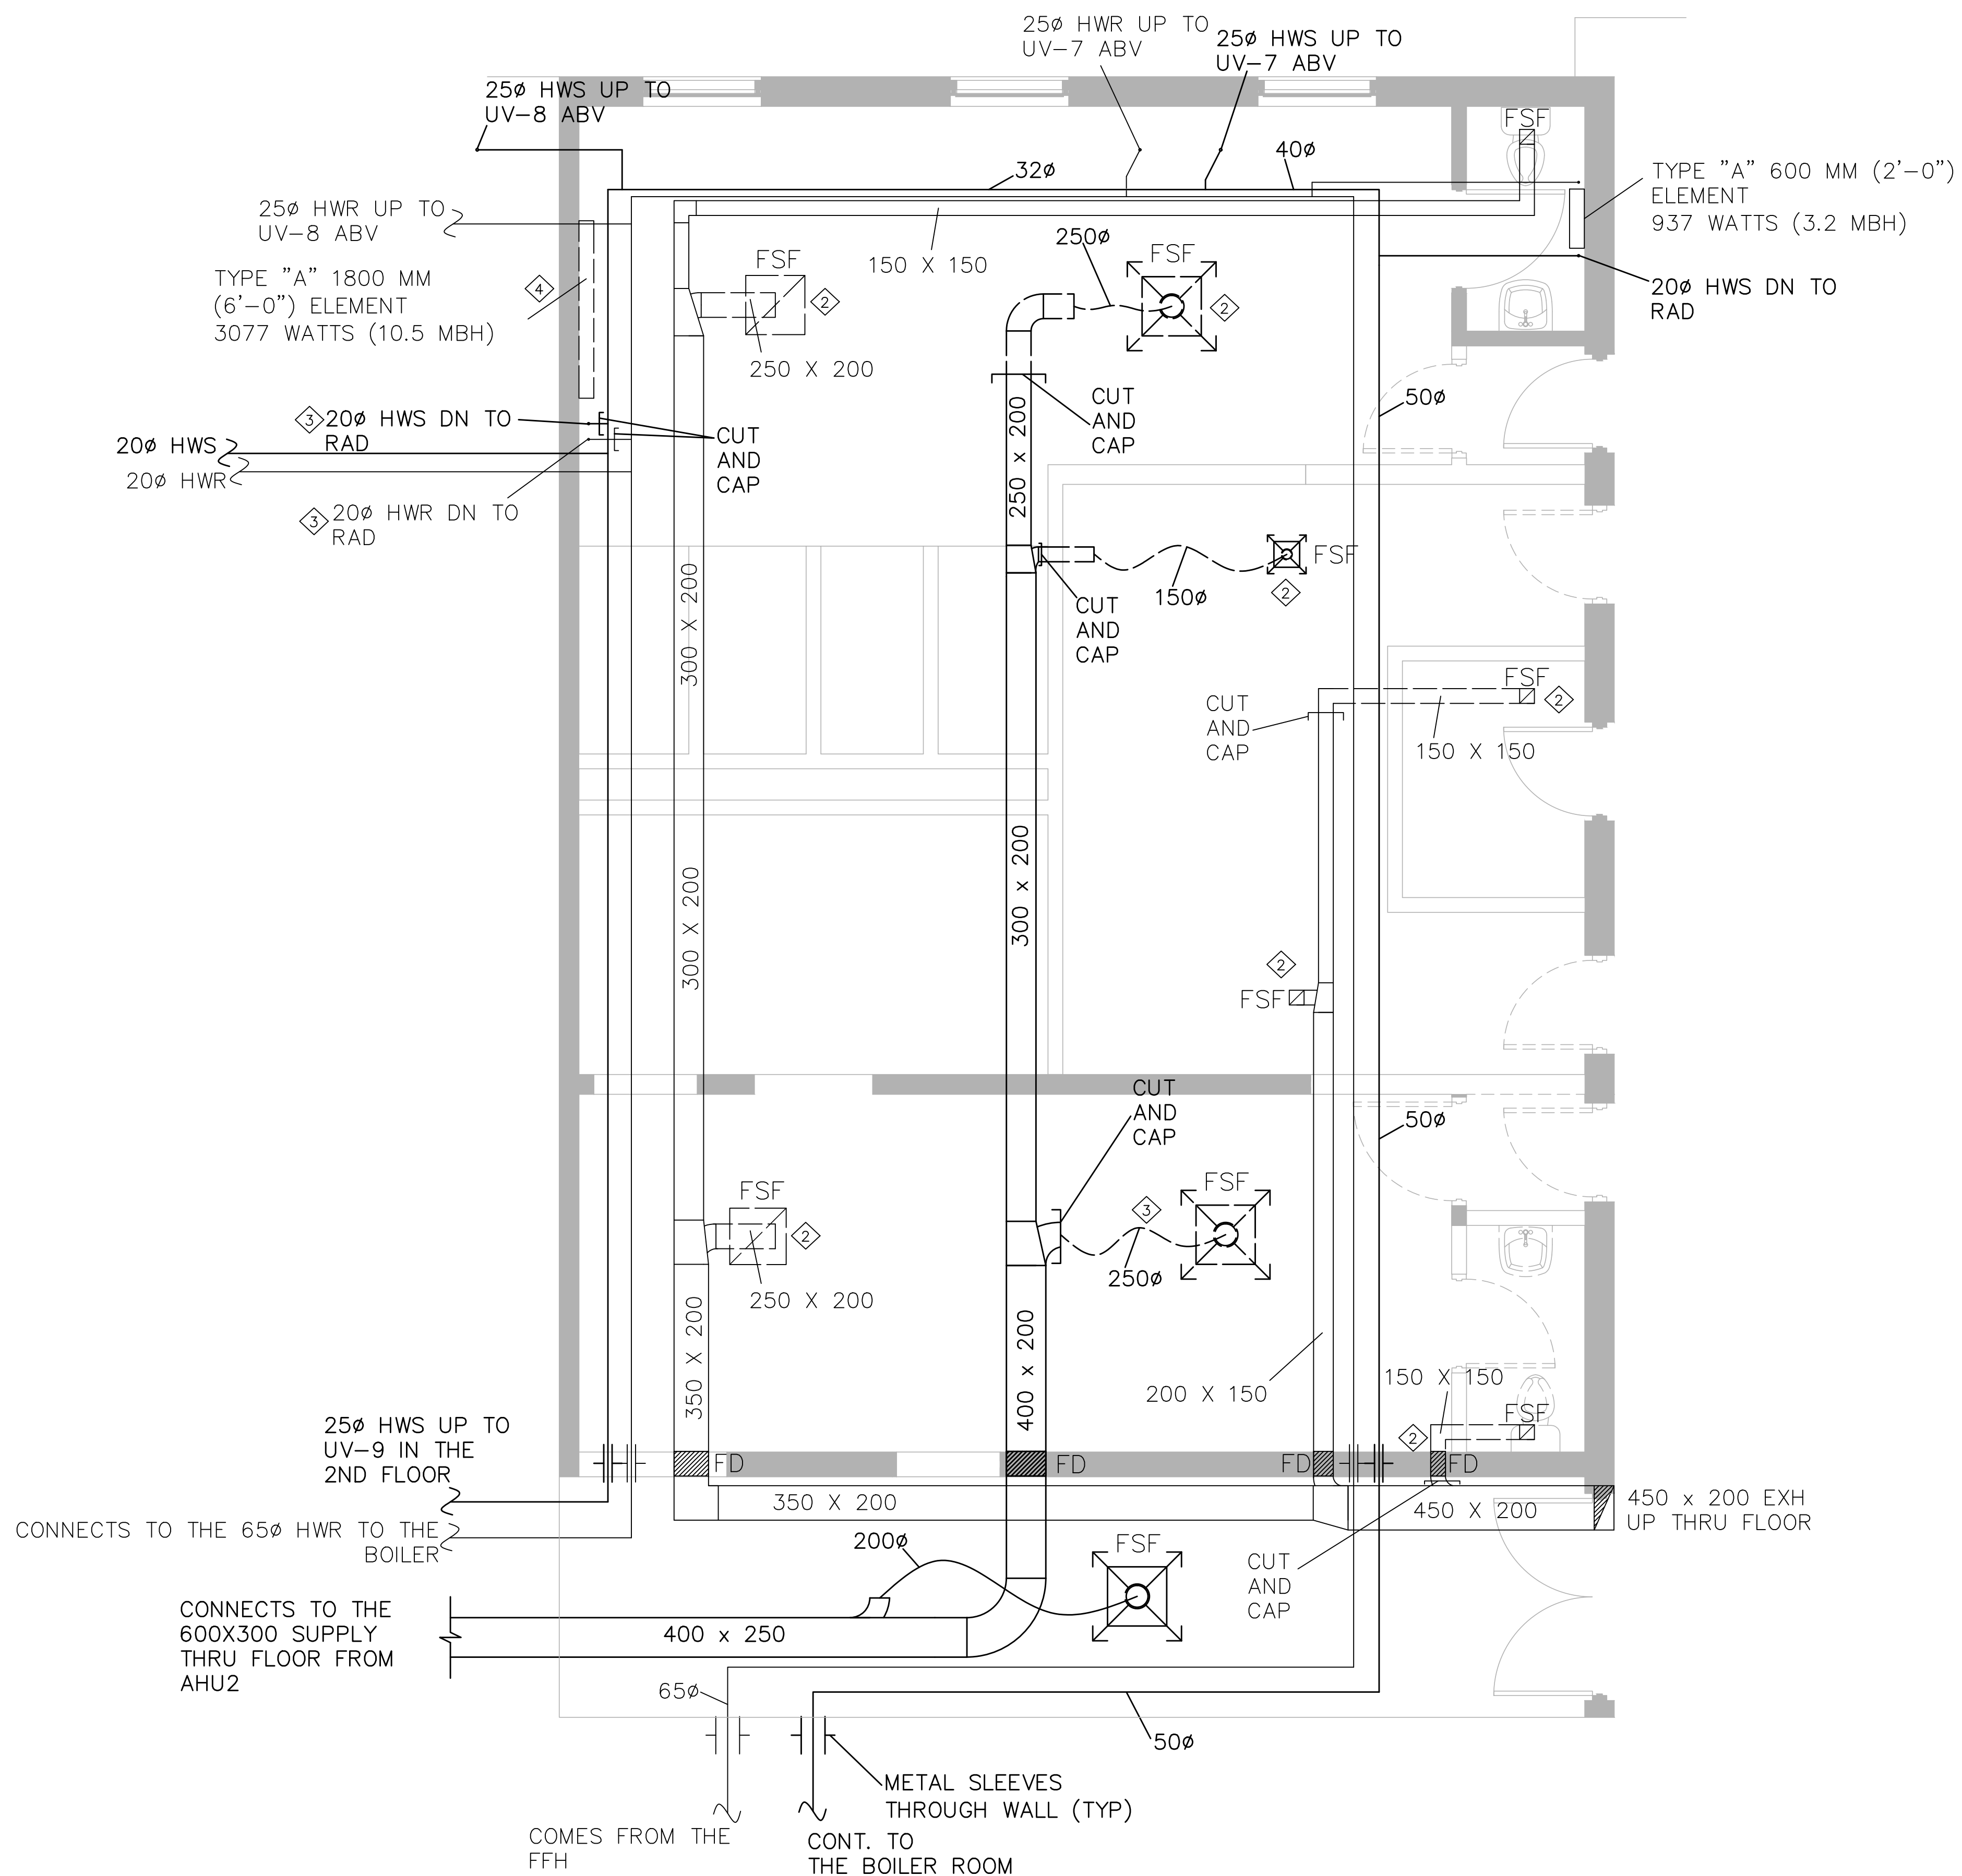 25ø HWR UP TO
UV-7 ABV
25ø HWS UP TO
UV-7 ABV
25ø HWS UP TO
UV-8 ABV
FSF
32ø
40ø
TYPE "A" 600 MM (2'-0")
ELEMENT
937 WATTS (3.2 MBH)
25ø HWR UP TO
UV-8 ABV
150 X 150
250ø
FSF
FSF
20ø HWS DN TO
RAD
TYPE "A" 1800 MM
(6'-0") ELEMENT
3077 WATTS (10.5 MBH)
4
2
2
250 X 200
CUT
AND
CAP
50ø
3
20ø HWS DN TO
RAD
20ø HWS
20ø HWR
CUT
AND
CAP
250 x 200
3
20ø HWR DN TO
RAD
FSF
2
150ø
CUT
AND
CAP
300 X 200
FSF
2
CUT
AND
CAP
150 X 150
300 X 200
300 x 200
2
FSF
CUT
AND
CAP
50ø
FSF
2
250 X 200
3
FSF
250ø
350 X 200
400 x 200
200 X 150
150 X 150
FSF
2
25ø HWS UP TO
UV-9 IN THE
2ND FLOOR
FD
FD
FD
FD
350 X 200
450 X 200
450 x 200 EXH
UP THRU FLOOR
CONNECTS TO THE 65ø HWR TO THE
BOILER
200ø
FSF
CUT
AND
CAP
CONNECTS TO THE
600X300 SUPPLY
THRU FLOOR FROM
AHU2
400 x 250
65ø
50ø
METAL SLEEVES
THROUGH WALL (TYP)
COMES FROM THE
FFH
CONT. TO
THE BOILER ROOM